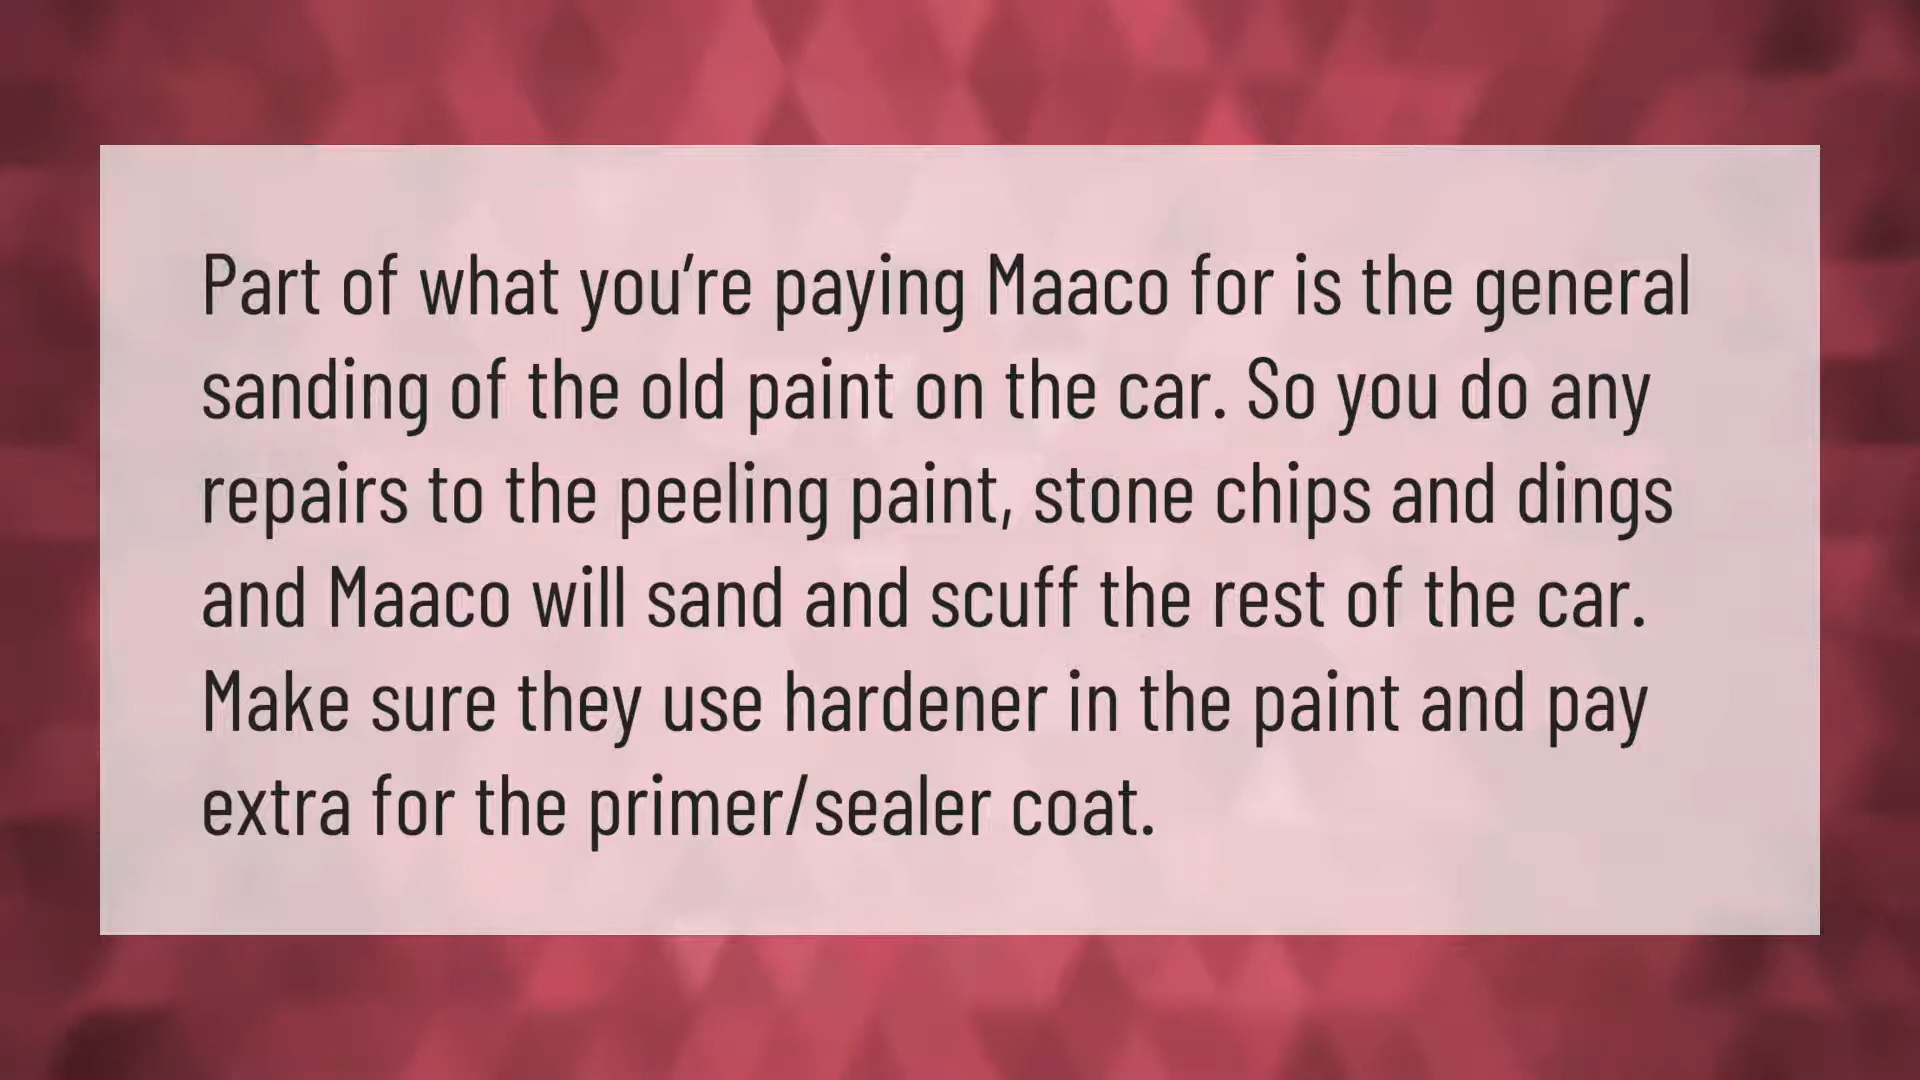 Part of what you’re paying Maaco for is the general
sanding of the old paint on the car. So you do any
repairs to the peeling paint, stone chips and dings
and Maaco will sand and scuff the rest of the car.
Make sure they use hardener in the paint and pay
extra for the primer/sealer coat.